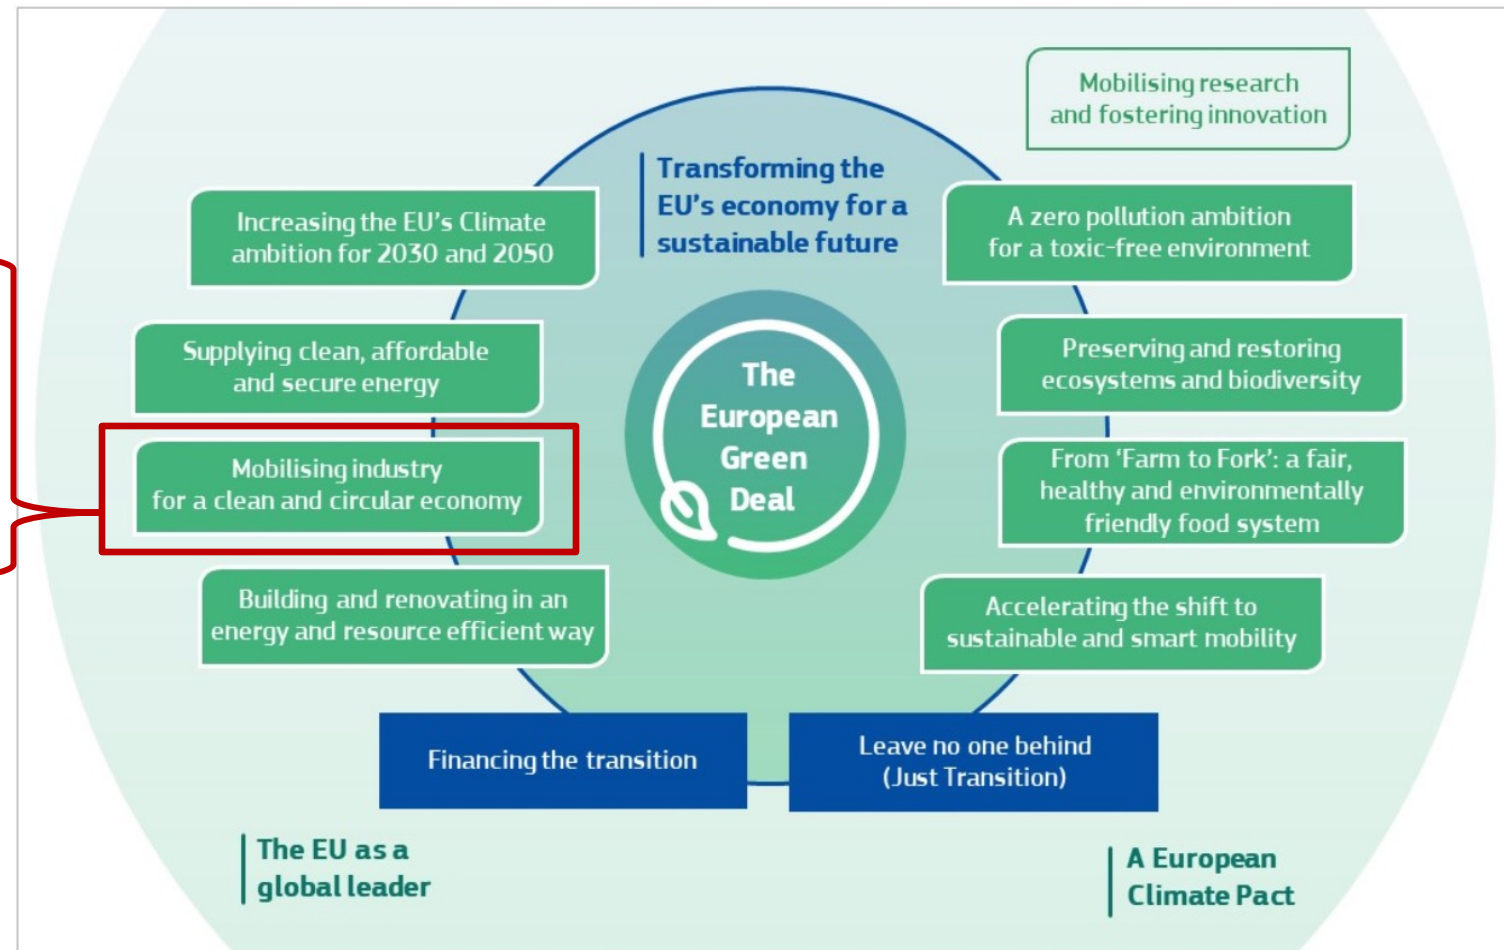 Mobilising research
and fostering innovation
Transforming the
EU's economy for a
sustainable future
Increasing the EU's Climate
ambition for 2030 and 2050
A zero pollution ambition
for a toxic-free environment
Supplying clean, affordable
and secure energy
Preserving and restoring
ecosystems and biodiversity
The
European
Green
Deal
Mobilising industry
for a clean and circular economy
From ‘Farm to Fork’: a fair,
healthy and environmentally
friendly food system
Building and renovating in an
energy and resource efficient way
Accelerating the shift to
sustainable and smart mobility
Financing the transition
Leave no one behind
(Just Transition)
The EU as a
global leader
A European
Climate Pact